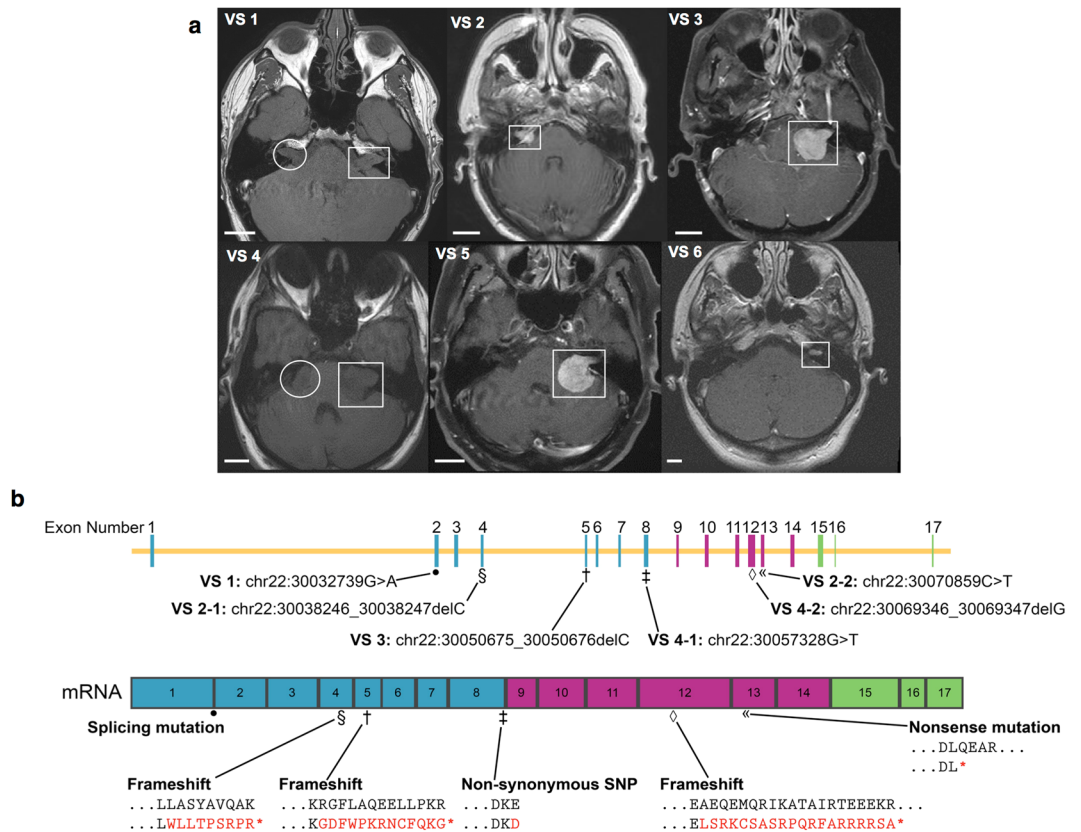 a
VS 1
VS 2
VS 3
VS 4
VS 5
VS 6
b
Exon Number 1 2 3 4 5 6 7 8 9 10 11 12 13 14 15 16 17
• § † ‡ ◊ «
VS 1: chr22:30032739G>A
VS 2-2: chr22:30070859C>T
VS 2-1: chr22:30038246_30038247delC
VS 4-2: chr22:30069346_30069347delG
VS 3: chr22:30050675_30050676delC
VS 4-1: chr22:30057328G>T
mRNA 1 2 3 4 5 6 7 8 9 10 11 12 13 14 15 16 17
• § † ‡ ◊ «
Splicing mutation
Nonsense mutation
...DLQEAR...
...DL*
Frameshift
...LLASYAVQAK
...LWLLTPSRPR*
Frameshift
...KRGFLAQEELLPKR
...KGDFWPKRNCFQKG*
Non-synonymous SNP
...DKE
...DKD
Frameshift
...EAEQEMQRIKATAIRTEEEKR...
...ELSRKCSASRPQRFARRRRSA*